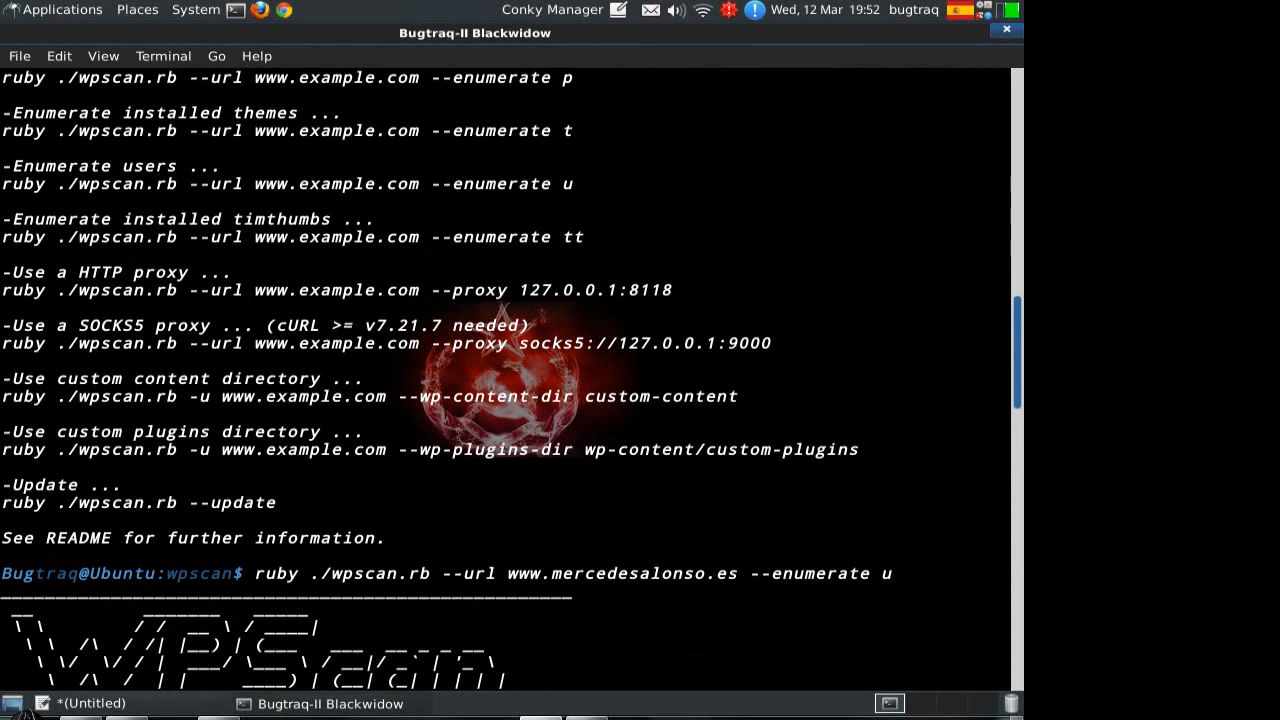 Applications Places System Conky Manager Wed, 12 Mar 19:52 bugtraq
Bugtraq-II Blackwidow
File Edit View Terminal Go Help
ruby ./wpscan.rb --url www.example.com --enumerate p
-Enumerate installed themes ...
ruby ./wpscan.rb --url www.example.com --enumerate t
-Enumerate users ...
ruby ./wpscan.rb --url www.example.com --enumerate u
-Enumerate installed timthumbs ...
ruby ./wpscan.rb --url www.example.com --enumerate tt
-Use a HTTP proxy ...
ruby ./wpscan.rb --url www.example.com --proxy 127.0.0.1:8118
-Use a SOCKS5 proxy ... (cURL >= v7.21.7 needed)
ruby ./wpscan.rb --url www.example.com --proxy socks5://127.0.0.1:9000
-Use custom content directory ...
ruby ./wpscan.rb -u www.example.com --wp-content-dir custom-content
-Use custom plugins directory ...
ruby ./wpscan.rb -u www.example.com --wp-plugins-dir wp-content/custom-plugins
-Update ...
ruby ./wpscan.rb --update
See README for further information.
Bugtraq@Ubuntu:wpscan$ ruby ./wpscan.rb --url www.mercedesalonso.es --enumerate u
WPScan
*(Untitled) Bugtraq-II Blackwidow